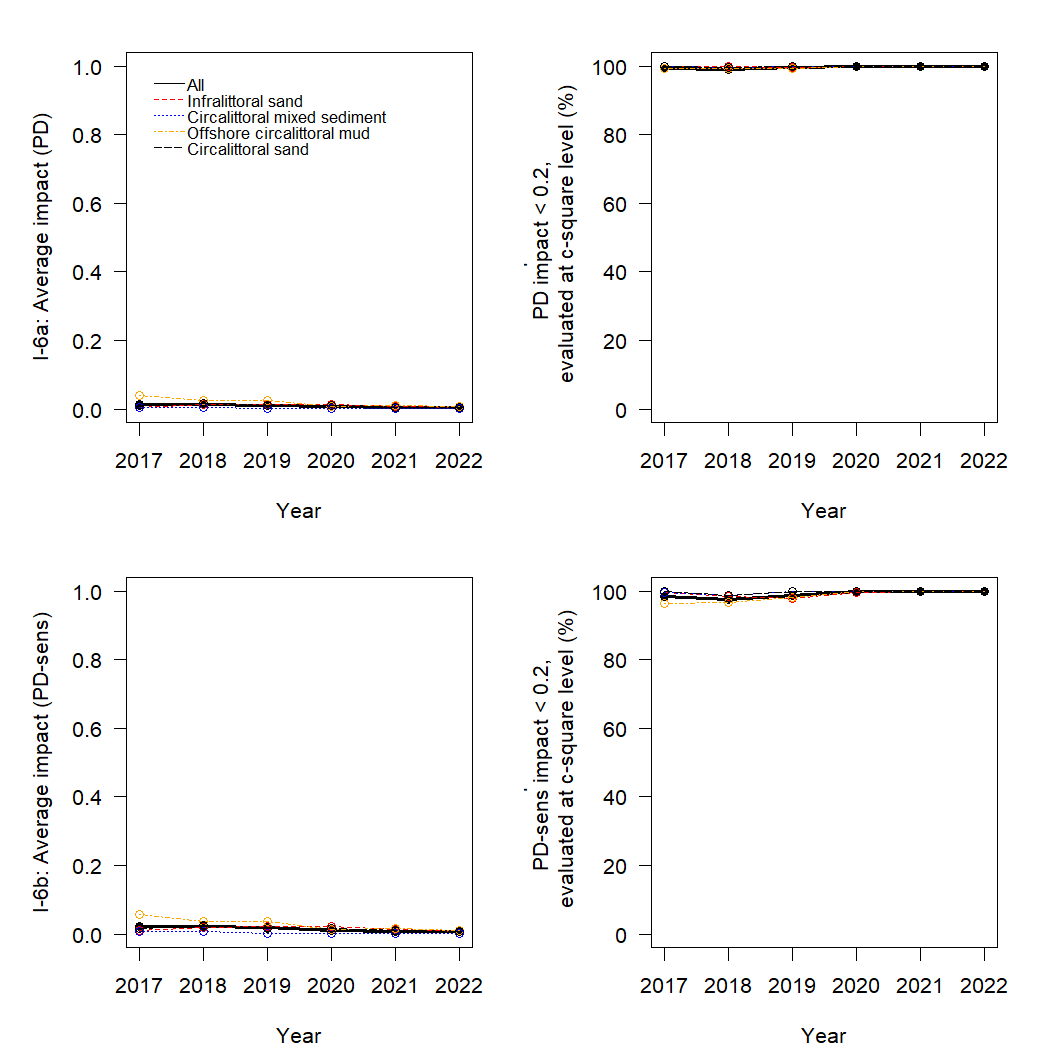 I-6a: Average impact (PD)
1.0
0.8
0.6
0.4
0.2
0.0
All
Infralittoral sand
Circalittoral mixed sediment
Offshore circalittoral mud
Circalittoral sand
2017 2018 2019 2020 2021 2022
Year
PD impact < 0.2,
evaluated at c-square level (%)
100
80
60
40
20
0
2017 2018 2019 2020 2021 2022
Year
I-6b: Average impact (PD-sens)
1.0
0.8
0.6
0.4
0.2
0.0
2017 2018 2019 2020 2021 2022
Year
PD-sens impact < 0.2,
evaluated at c-square level (%)
100
80
60
40
20
0
2017 2018 2019 2020 2021 2022
Year